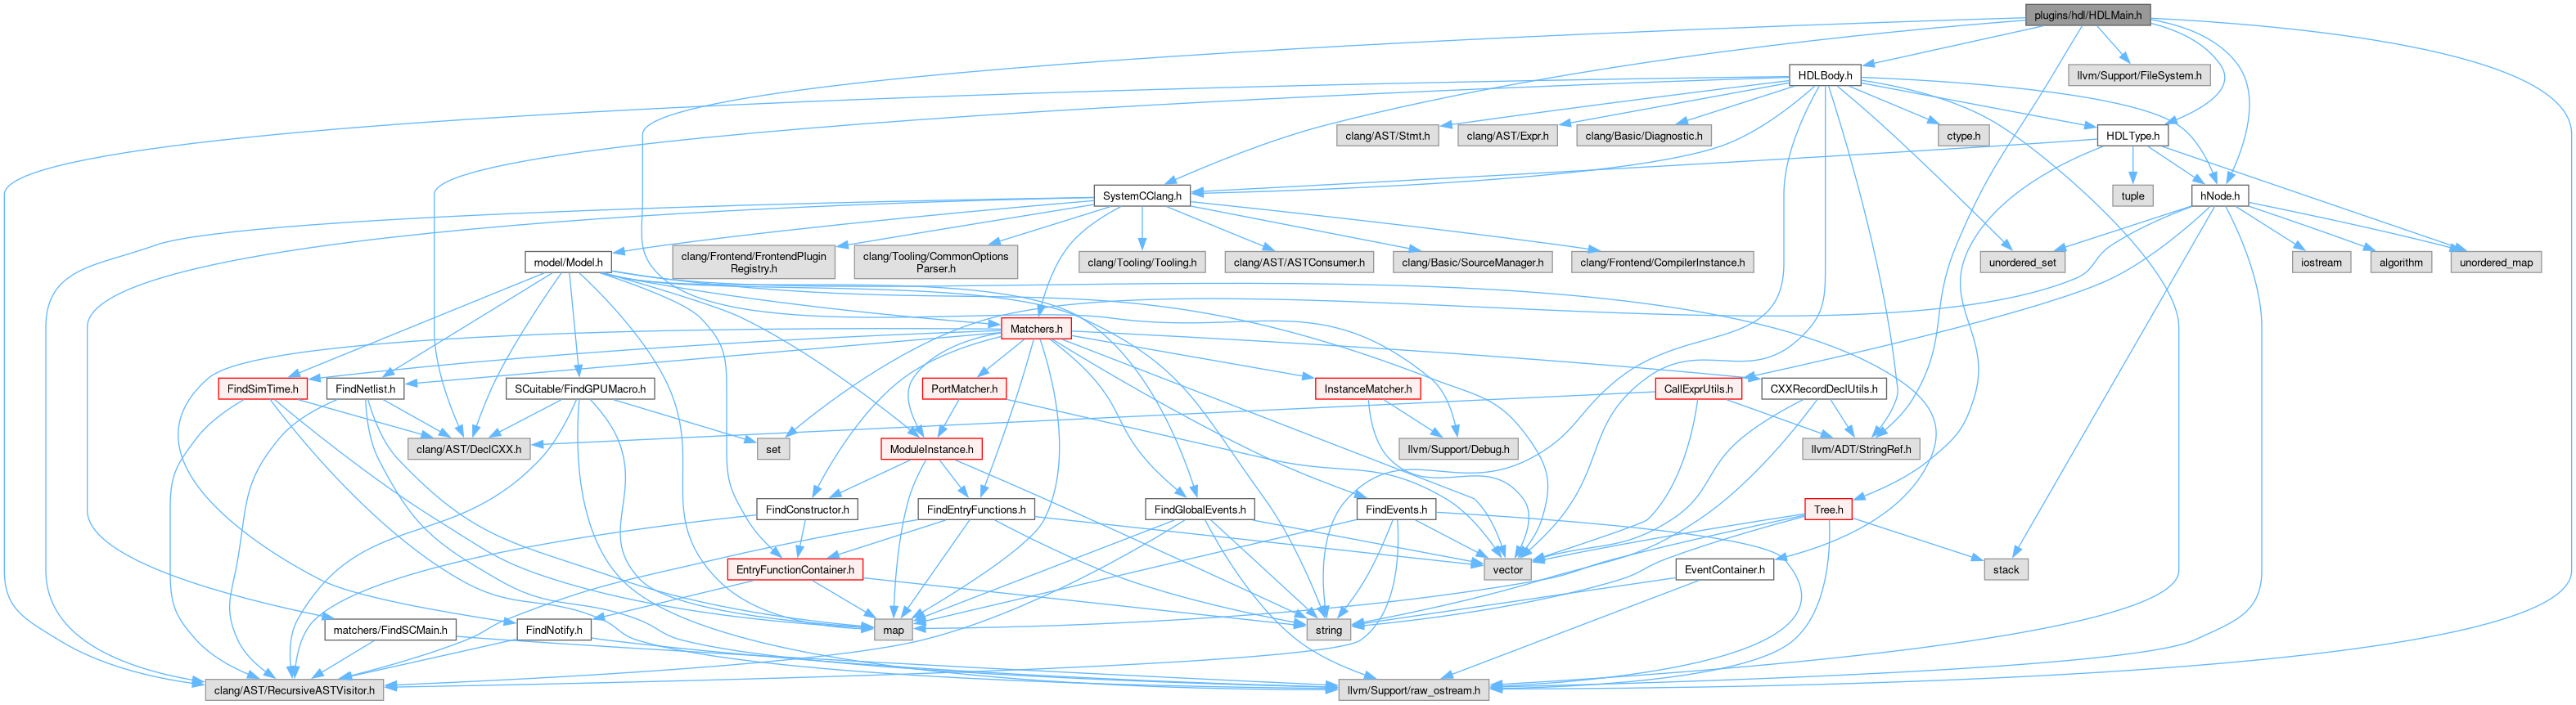 plugins/hdl/HDLMain.h
HDLBody.h
llvm/Support/FileSystem.h
clang/AST/Stmt.h
clang/AST/Expr.h
clang/Basic/Diagnostic.h
ctype.h
HDLType.h
SystemCClang.h
tuple
hNode.h
model/Model.h
clang/Frontend/FrontendPlugin
Registry.h
clang/Tooling/CommonOptions
Parser.h
clang/Tooling/Tooling.h
clang/AST/ASTConsumer.h
clang/Basic/SourceManager.h
clang/Frontend/CompilerInstance.h
unordered_set
iostream
algorithm
unordered_map
Matchers.h
FindSimTime.h
FindNetlist.h
SCuitable/FindGPUMacro.h
PortMatcher.h
InstanceMatcher.h
CallExprUtils.h
CXXRecordDeclUtils.h
clang/AST/DeclCXX.h
set
ModuleInstance.h
llvm/Support/Debug.h
llvm/ADT/StringRef.h
FindConstructor.h
FindEntryFunctions.h
FindGlobalEvents.h
FindEvents.h
Tree.h
EntryFunctionContainer.h
vector
EventContainer.h
stack
matchers/FindSCMain.h
FindNotify.h
map
string
clang/AST/RecursiveASTVisitor.h
llvm/Support/raw_ostream.h